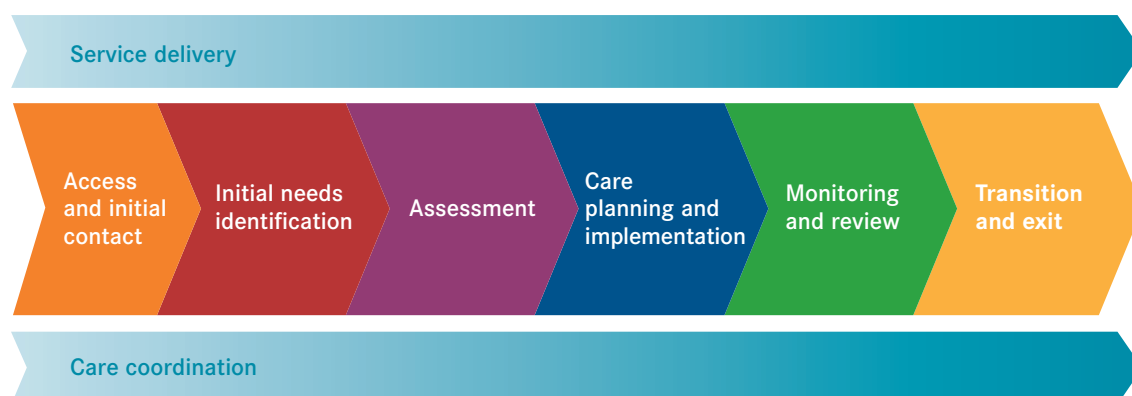 Service delivery
Access
and initial
contact
Initial needs
identification
Assessment
Care
planning and
implementation
Monitoring
and review
Transition
and exit
Care coordination